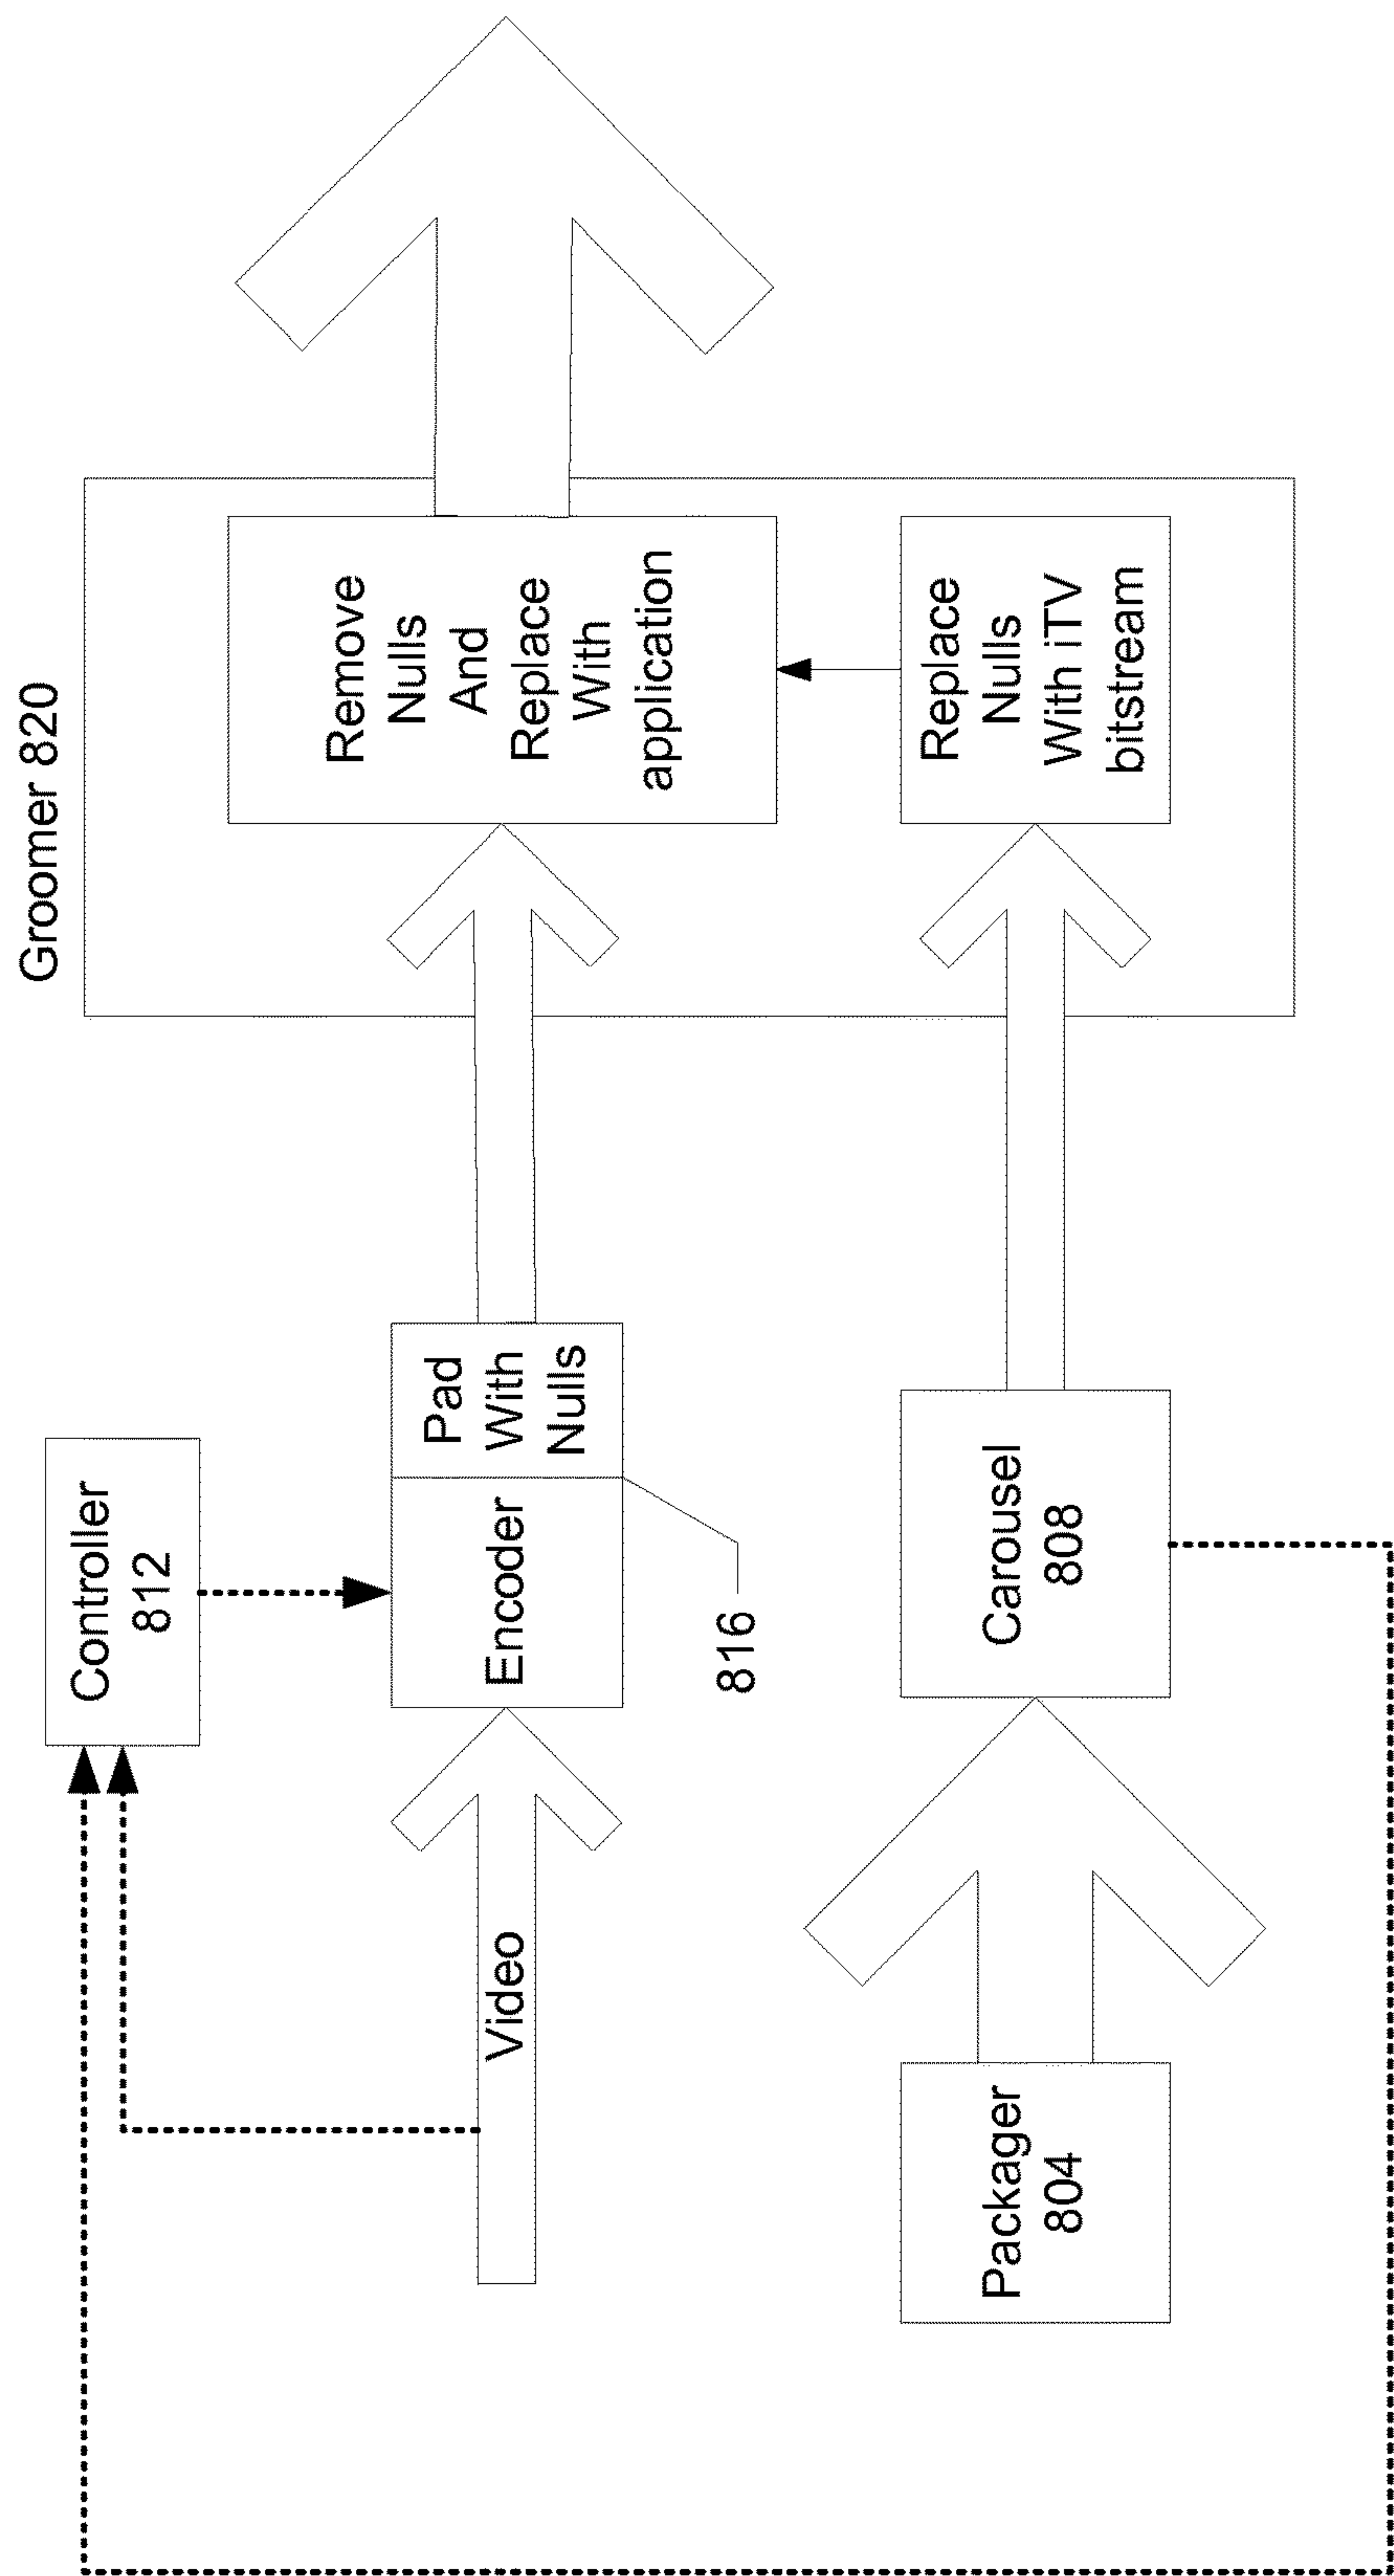 Groomer 820
Controller
812
Video
Encoder
Pad
With
Nulls
816
Remove
Nulls
And
Replace
With
application
Packager
804
Carousel
808
Replace
Nulls
With iTV
bitstream